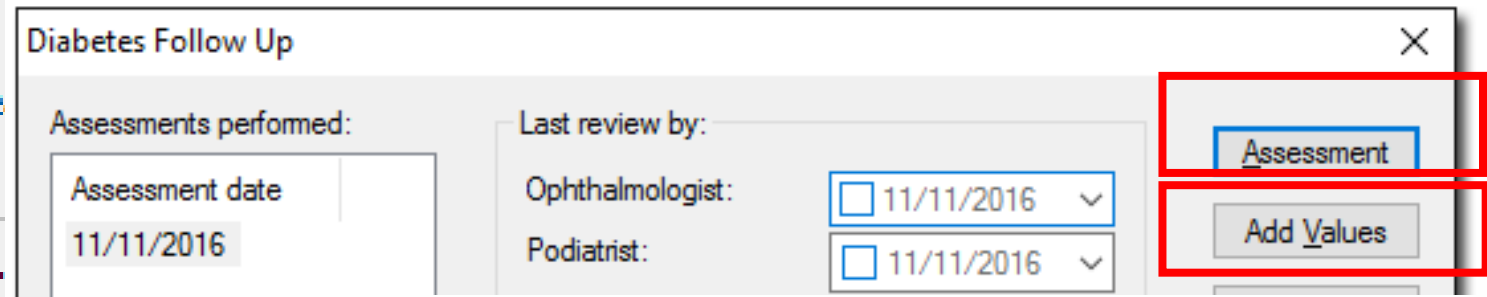 Diabetes Follow Up
Assessments performed:
Assessment date
11/11/2016
Last review by:
Ophthalmologist: 11/11/2016
Podiatrist: 11/11/2016
Assessment
Add Values